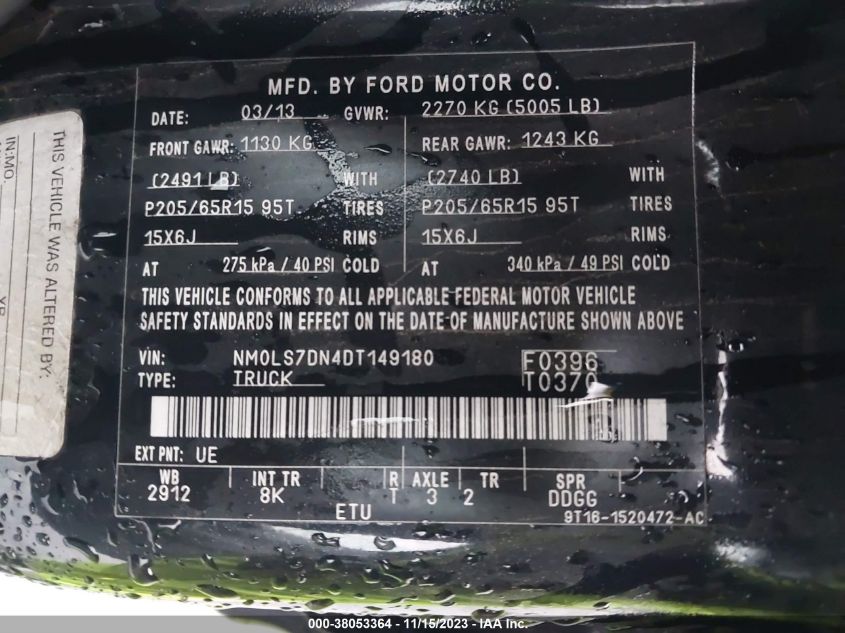 MFD. BY FORD MOTOR CO.
DATE: 03/13 GVWR: 2270 KG (5005 LB)
FRONT GAWR: 1130 KG REAR GAWR: 1243 KG
(2491 LB) WITH (2740 LB) WITH
P205/65R15 95T TIRES P205/65R15 95T TIRES
15X6J RIMS 15X6J RIMS
AT 275 kPa / 40 PSI COLD AT 340 kPa / 49 PSI COLD
THIS VEHICLE CONFORMS TO ALL APPLICABLE FEDERAL MOTOR VEHICLE
SAFETY STANDARDS IN EFFECT ON THE DATE OF MANUFACTURE SHOWN ABOVE
VIN: NM0LS7DN4DT149180 F0396
TYPE: TRUCK T0370
EXT PNT: UE
WB INT TR R AXLE TR SPR
2912 8K T 3 2 DDGG
ETU 9T16-1520472-AC
THIS VEHICLE WAS ALTERED BY:
IN:MO.
YR
000-38053364 - 11/15/2023 - IAA Inc.